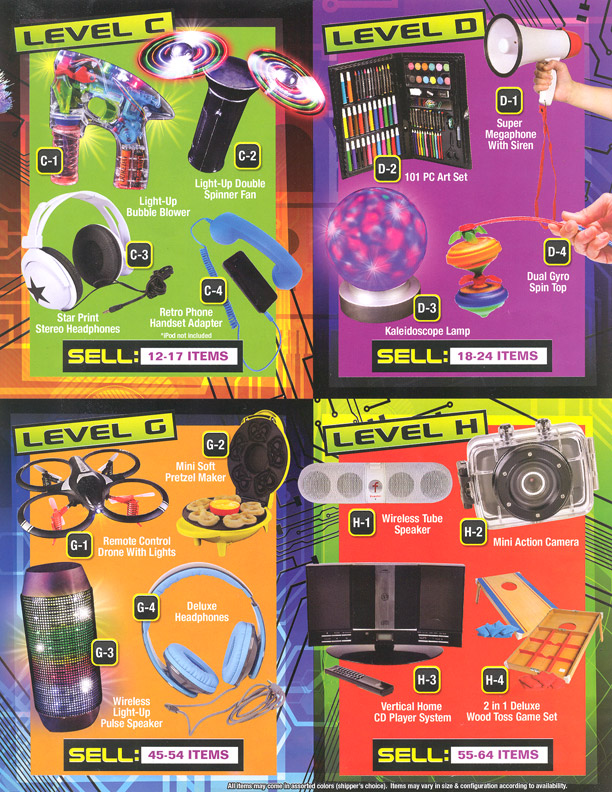 LEVEL C
C-1
C-2
Light-Up
Bubble Blower
Light-Up Double
Spinner Fan
C-3
Star Print
Stereo Headphones
C-4
Retro Phone
Handset Adapter
*iPod not included
SELL: 12-17 ITEMS
LEVEL D
D-1
Super
Megaphone
With Siren
D-2
101 PC Art Set
D-3
Kaleidoscope Lamp
D-4
Dual Gyro
Spin Top
SELL: 18-24 ITEMS
LEVEL G
G-1
Remote Control
Drone With Lights
G-2
Mini Soft
Pretzel Maker
G-3
Wireless
Light-Up
Pulse Speaker
G-4
Deluxe
Headphones
SELL: 45-54 ITEMS
LEVEL H
H-1
Wireless Tube
Speaker
H-2
Mini Action Camera
H-3
Vertical Home
CD Player System
H-4
2 in 1 Deluxe
Wood Toss Game Set
SELL: 55-64 ITEMS
All items may come in assorted colors (shipper's choice). Items may vary in size & configuration according to availability.